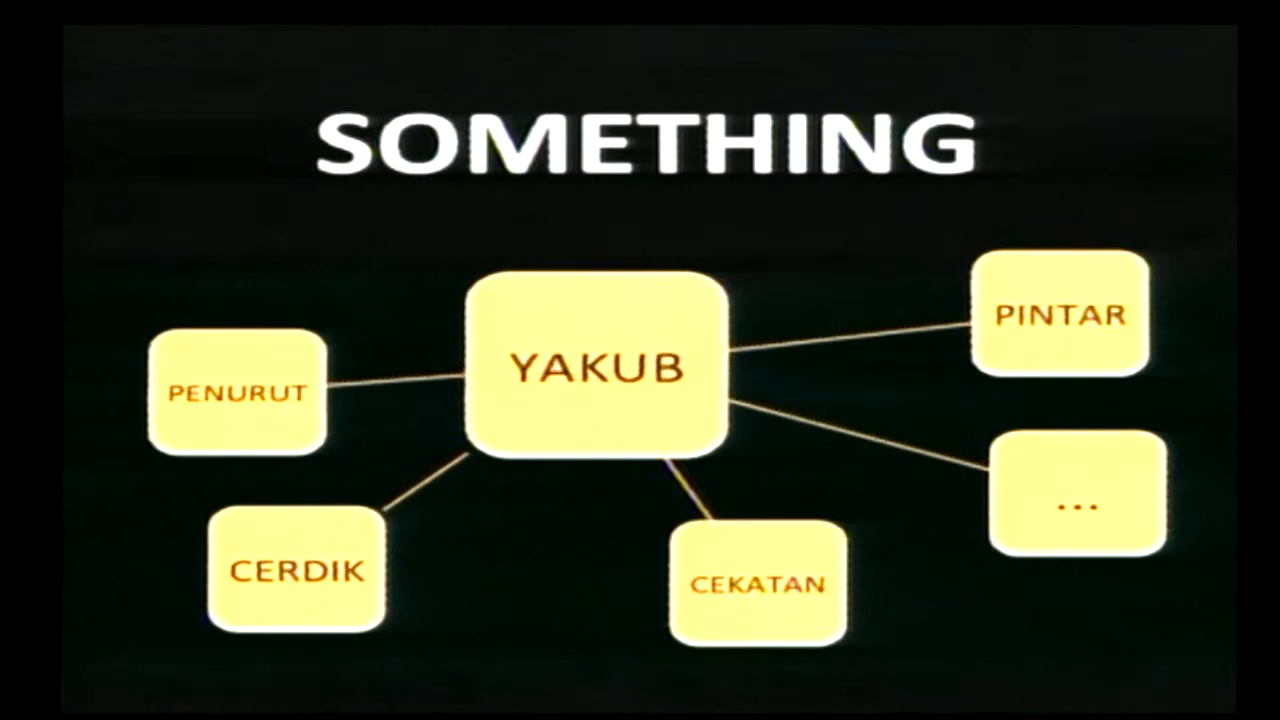 SOMETHING
PINTAR
YAKUB
PENURUT
...
CERDIK
CEKATAN